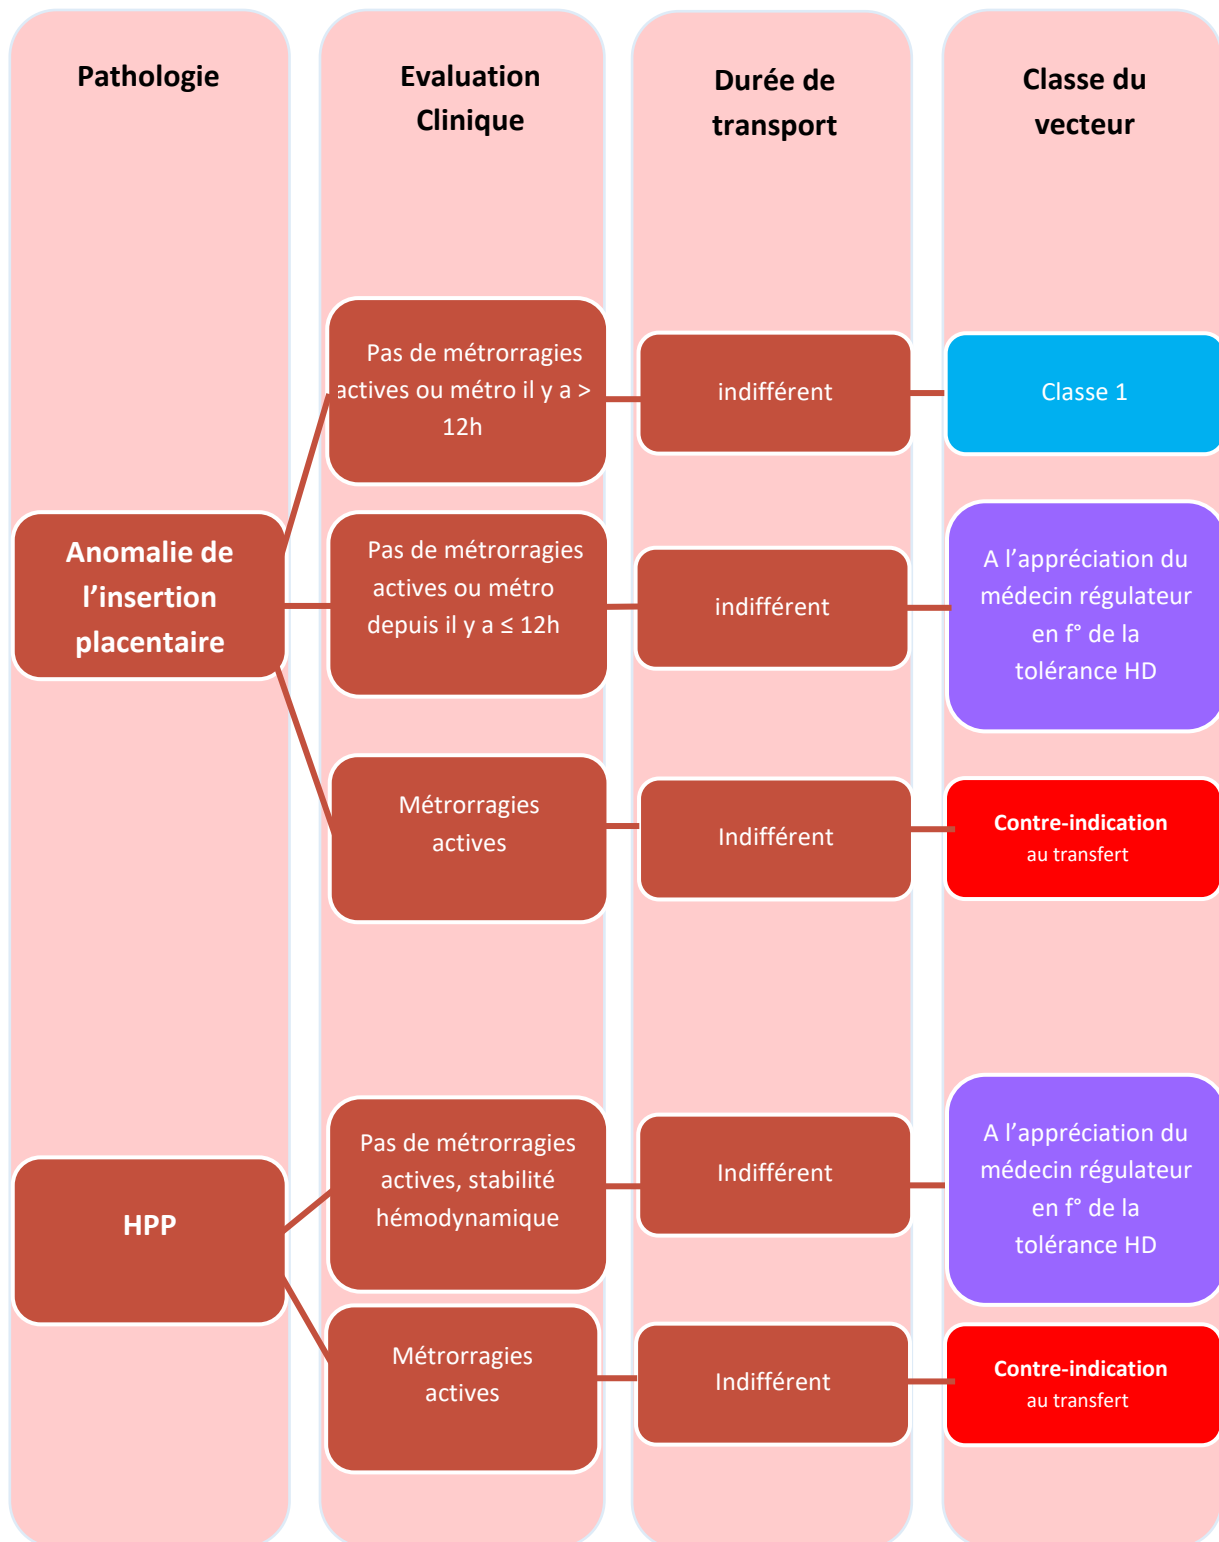 Pathologie
Evaluation
Clinique
Durée de
transport
Classe du
vecteur
Anomalie de
l’insertion
placentaire
Pas de métrorragies
actives ou métro il y a >
12h
indifférent
Classe 1
Pas de métrorragies
actives ou métro
depuis il y a ≤ 12h
indifférent
A l’appréciation du
médecin régulateur
en f° de la
tolérance HD
Métrorragies
actives
Indifférent
Contre-indication
au transfert
HPP
Pas de métrorragies
actives, stabilité
hémodynamique
Indifférent
A l’appréciation du
médecin régulateur
en f° de la
tolérance HD
Métrorragies
actives
Indifférent
Contre-indication
au transfert